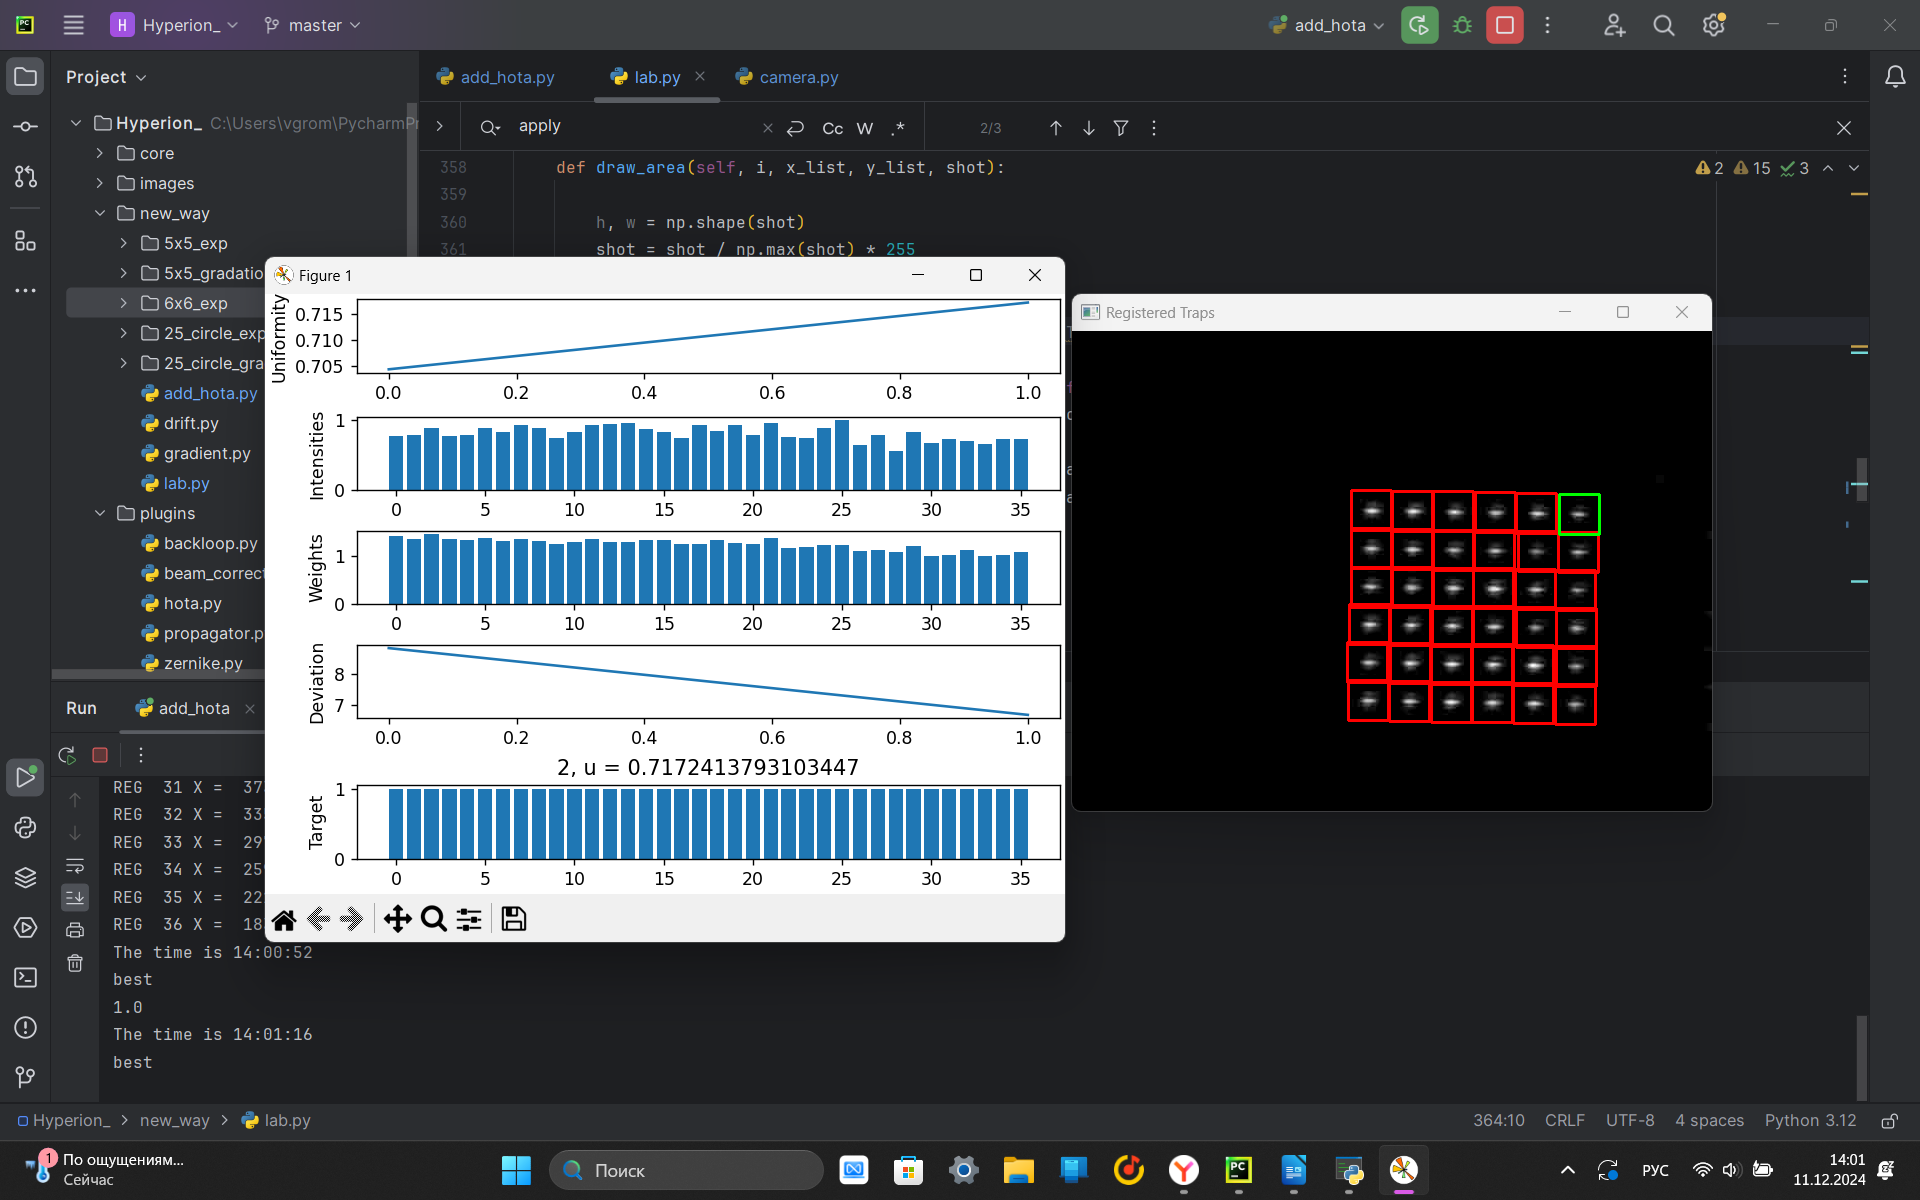 H Hyperion_ master add_hota
Project add_hota.py lab.py camera.py
Hyperion_ C:\Users\vgrom\PycharmPr
core
images
new_way
5x5_exp
5x5_gradatio
6x6_exp
25_circle_exp
25_circle_gra
add_hota.py
drift.py
gradient.py
lab.py
plugins
backloop.py
beam_correct
hota.py
propagator.p
zernike.py
apply Cc W .* 2/3
358 def draw_area(self, i, x_list, y_list, shot): 2 15 3
359
360 h, w = np.shape(shot)
361 shot = shot / np.max(shot) * 255
Figure 1
Uniformity
0.715
0.710
0.705
0.0 0.2 0.4 0.6 0.8 1.0
Intensities
1
0
0 5 10 15 20 25 30 35
Weights
1
0
0 5 10 15 20 25 30 35
Deviation
8
7
0.0 0.2 0.4 0.6 0.8 1.0
2, u = 0.7172413793103447
Target
1
0
0 5 10 15 20 25 30 35
Registered Traps
Run add_hota
REG 31 X = 37
REG 32 X = 33
REG 33 X = 29
REG 34 X = 25
REG 35 X = 22
REG 36 X = 18
The time is 14:00:52
best
1.0
The time is 14:01:16
best
Hyperion_ > new_way > lab.py 364:10 CRLF UTF-8 4 spaces Python 3.12
1 По ощущениям...
Сейчас
Поиск
РУС
14:01
11.12.2024